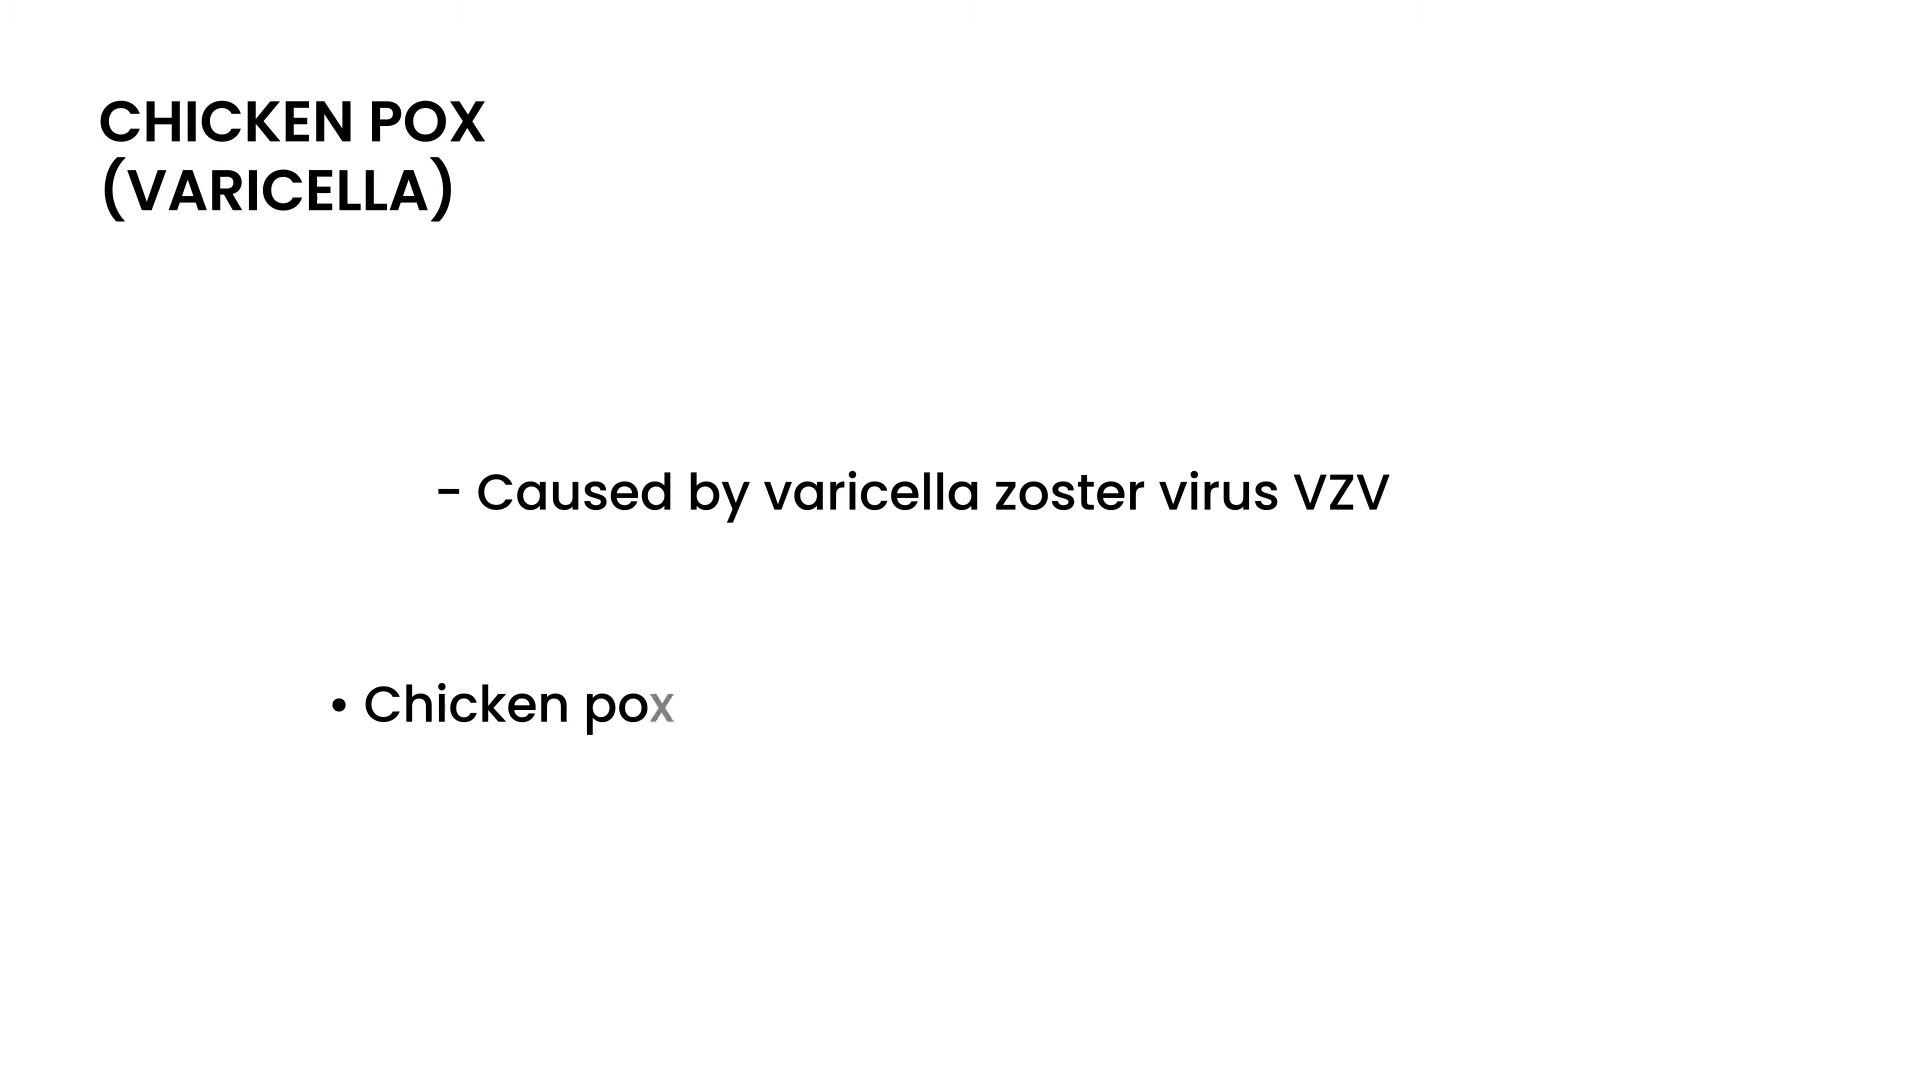 CHICKEN POX
(VARICELLA)
- Caused by varicella zoster virus VZV
• Chicken pox